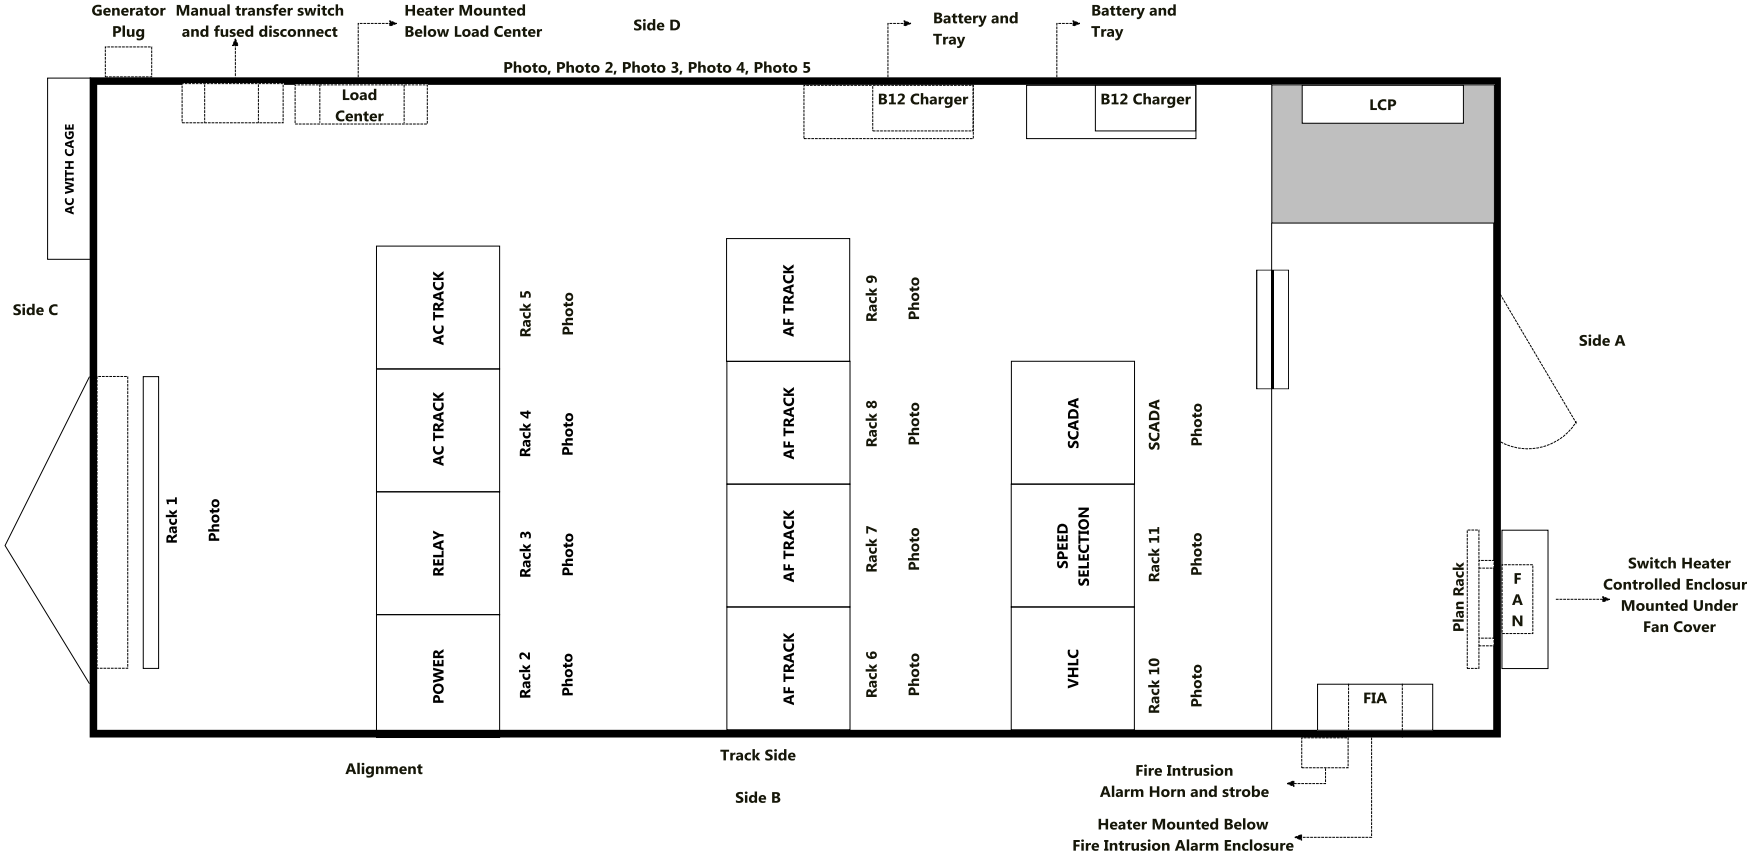 Generator
Plug
Manual transfer switch
and fused disconnect
Heater Mounted
Below Load Center
Side D
Battery and
Tray
Battery and
Tray
Photo, Photo 2, Photo 3, Photo 4, Photo 5
AC WITH CAGE
Load
Center
B12 Charger
B12 Charger
LCP
Side C
Side A
AC TRACK
Rack 5
Photo
AF TRACK
Rack 9
Photo
AC TRACK
Rack 4
Photo
AF TRACK
Rack 8
Photo
SCADA
SCADA
Photo
Rack 1
Photo
RELAY
Rack 3
Photo
AF TRACK
Rack 7
Photo
SPEED
SELECTION
Rack 11
Photo
POWER
Rack 2
Photo
AF TRACK
Rack 6
Photo
VHLC
Rack 10
Photo
Plan Rack
F
A
N
Switch Heater
Controlled Enclosur
Mounted Under
Fan Cover
FIA
Alignment
Track Side
Side B
Fire Intrusion
Alarm Horn and strobe
Heater Mounted Below
Fire Intrusion Alarm Enclosure